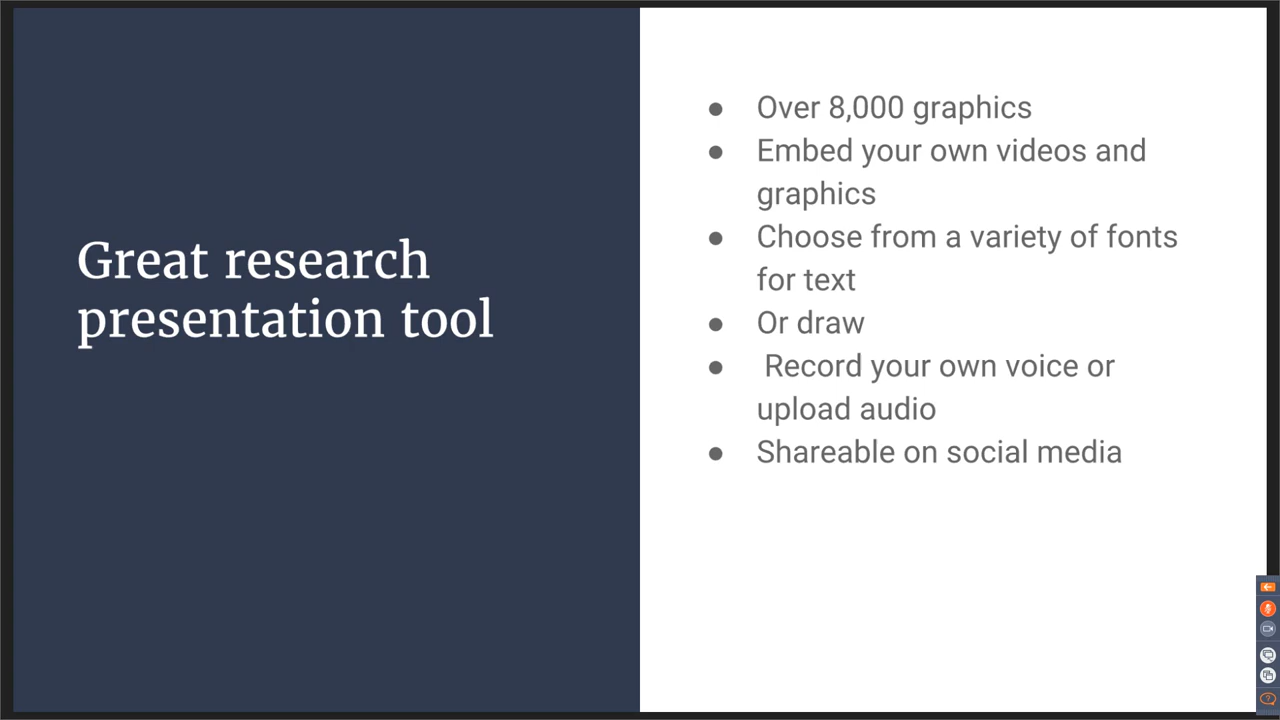 Great research
presentation tool
● Over 8,000 graphics
● Embed your own videos and
graphics
● Choose from a variety of fonts
for text
● Or draw
● Record your own voice or
upload audio
● Shareable on social media